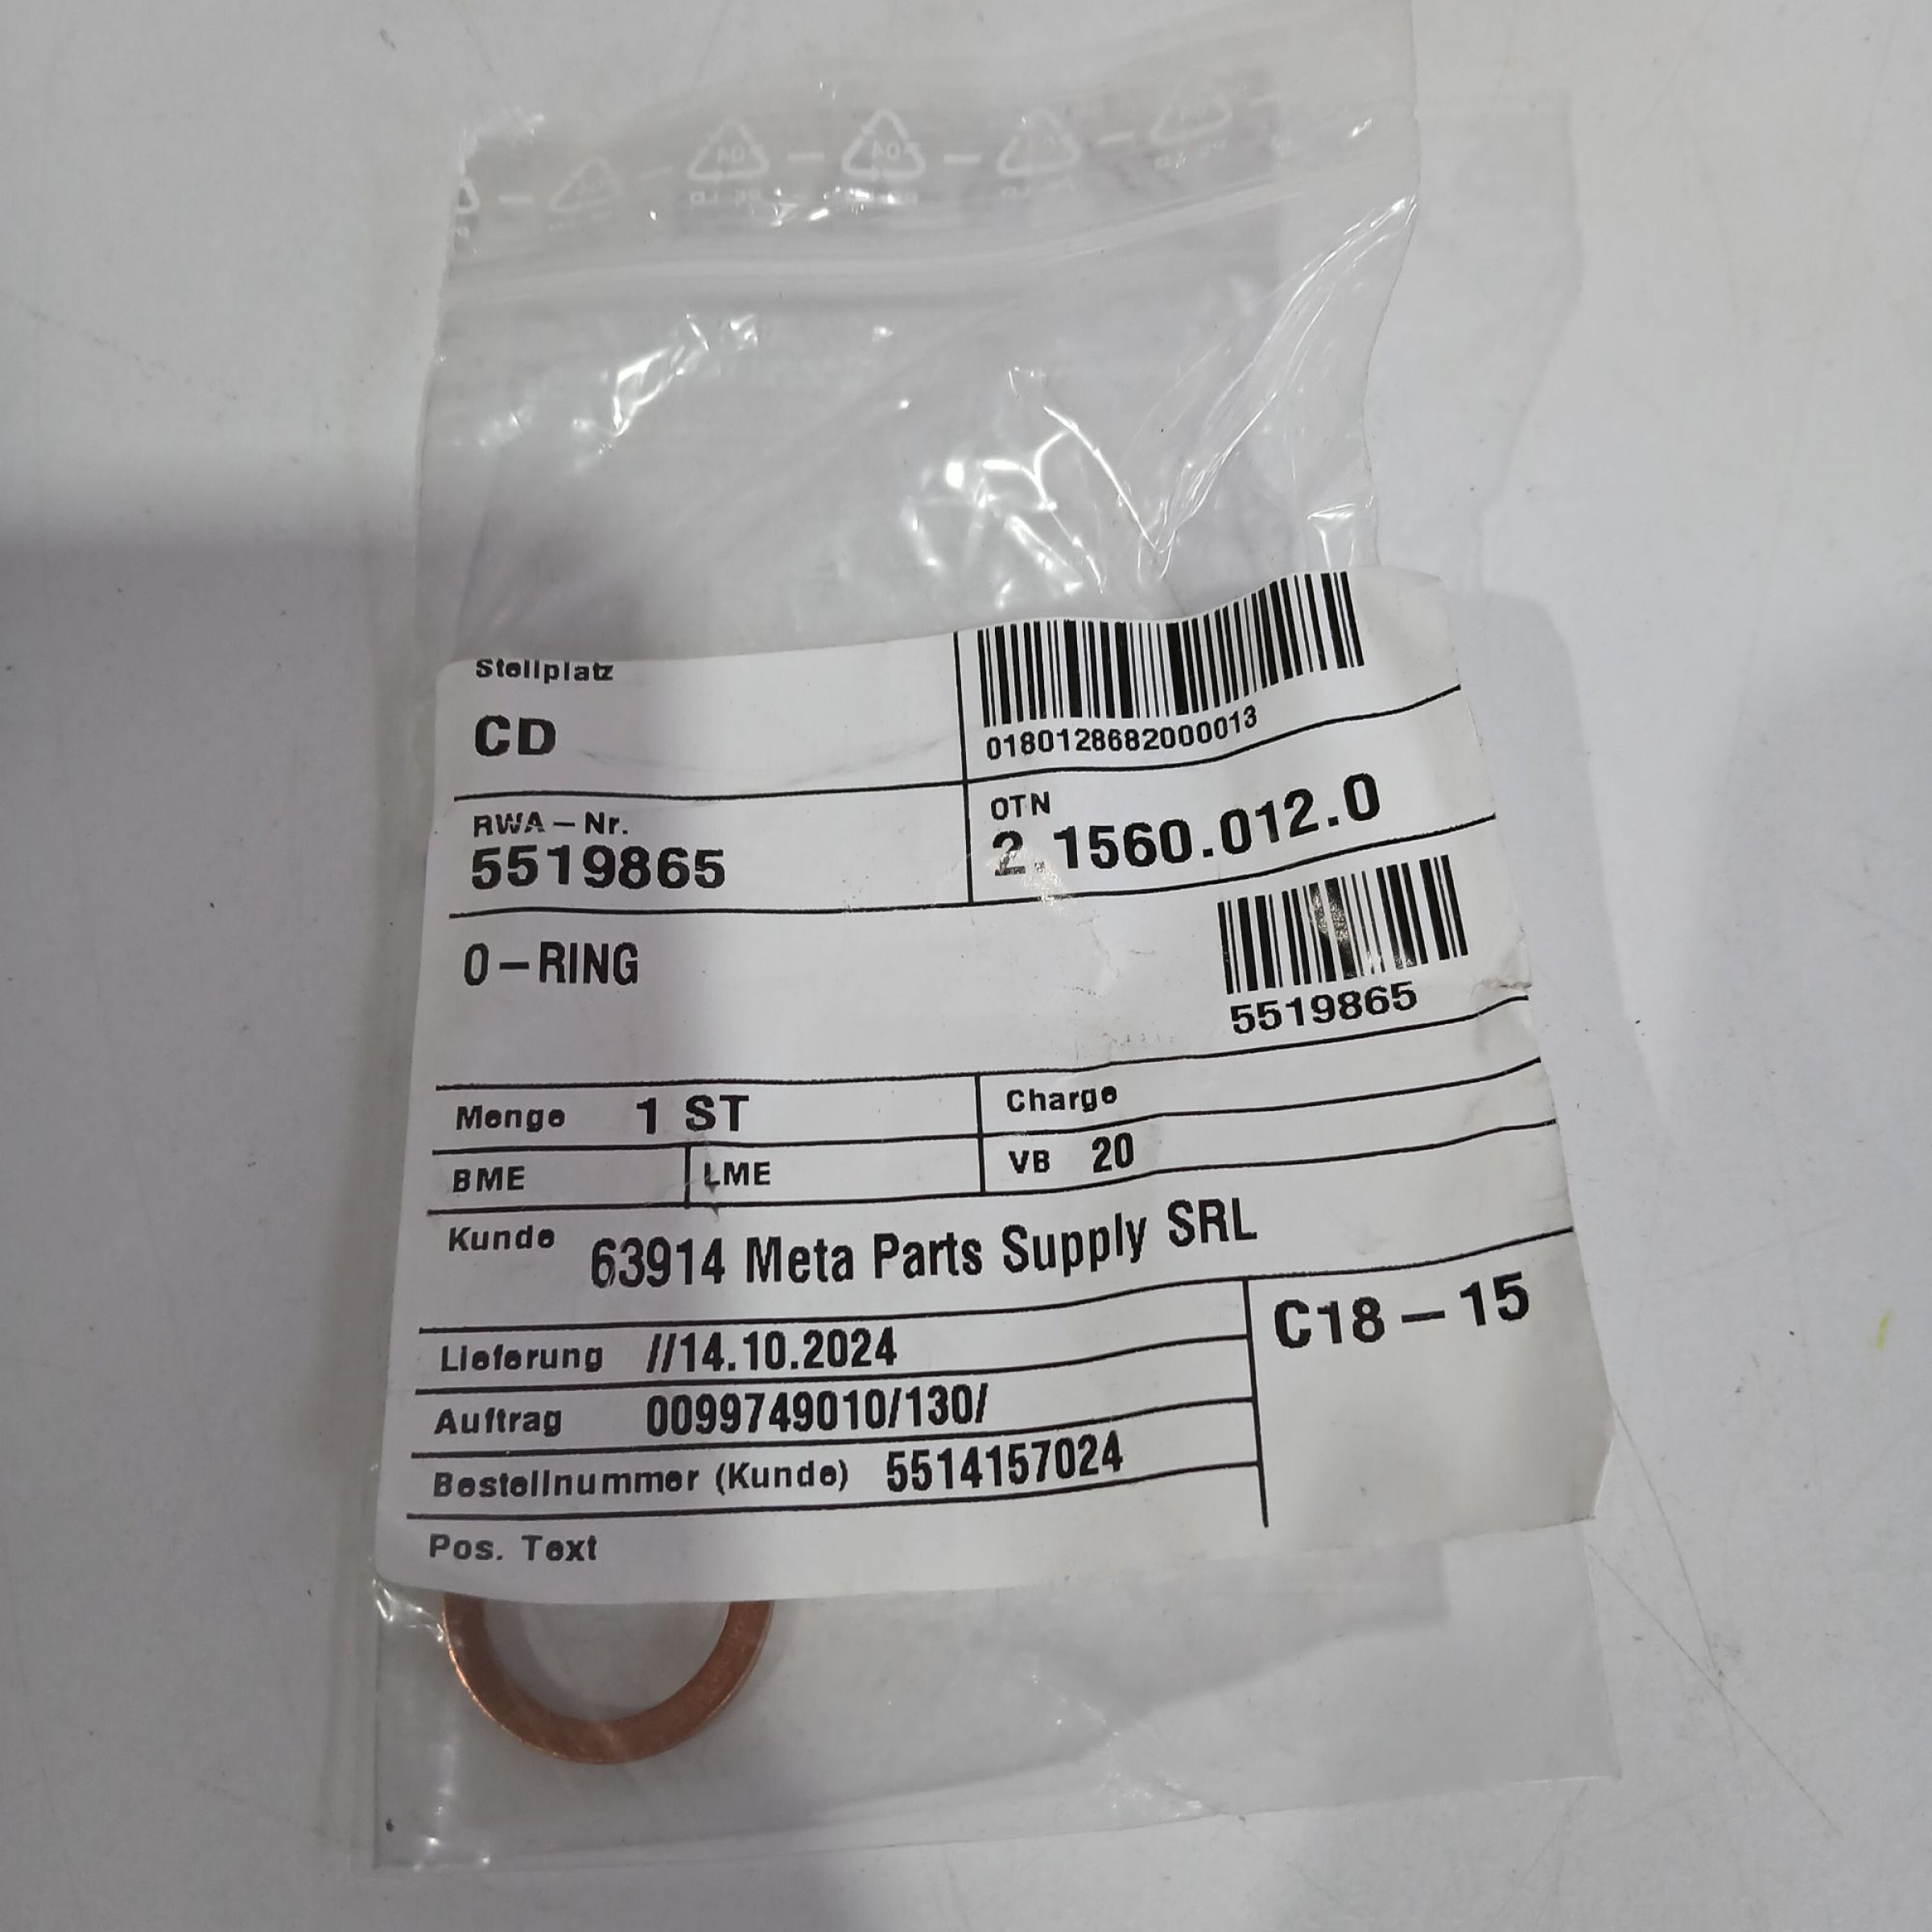 Stellplatz
CD
0180128682000013
RWA-Nr.
5519865
OTN
2.1560.012.0
O-RING
5519865
Menge 1 ST
Charge
BME
LME
VB 20
Kunde 63914 Meta Parts Supply SRL
Lieferung //14.10.2024
C18-15
Auftrag 0099749010/130/
Bestellnummer (Kunde) 5514157024
Pos. Text